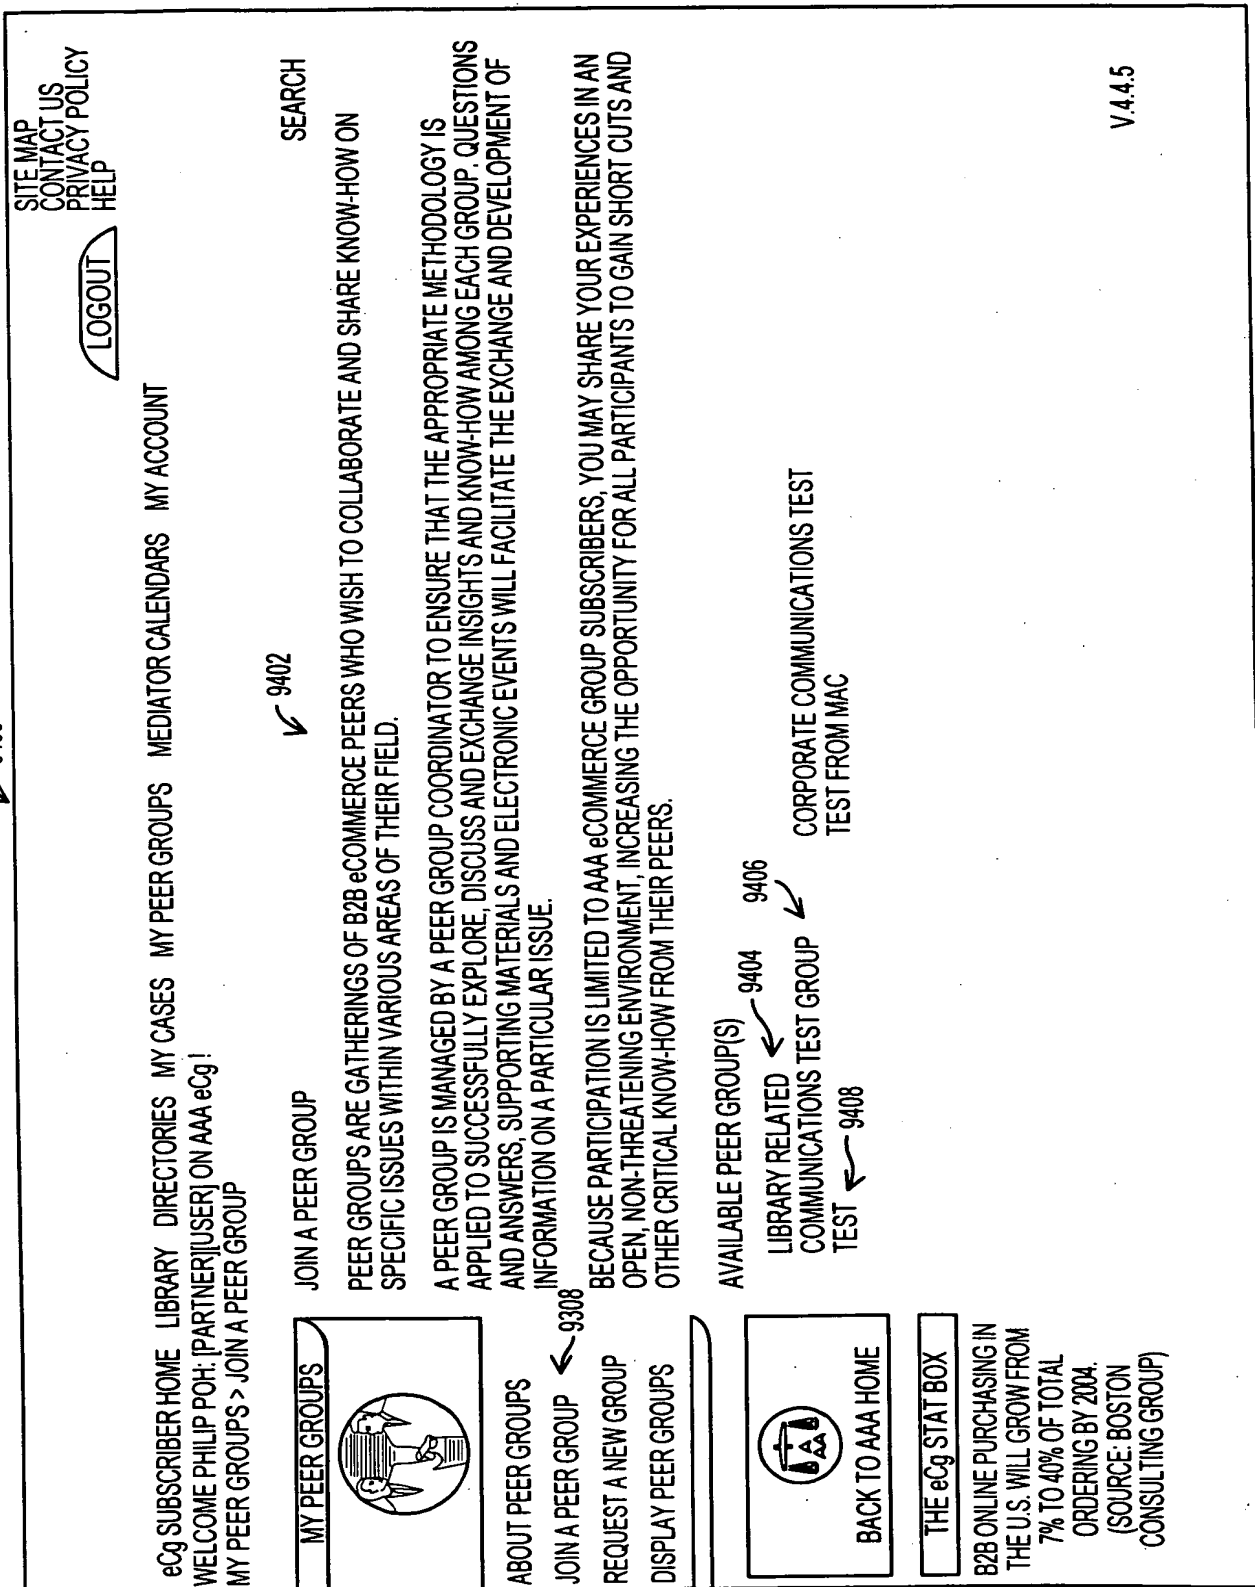 SITE MAP
CONTACT US
PRIVACY POLICY
HELP
LOGOUT
eCg SUBSCRIBER HOME LIBRARY DIRECTORIES MY CASES MY PEER GROUPS MEDIATOR CALENDARS MY ACCOUNT
WELCOME PHILIP POH: [PARTNER][USER] ON AAA eCg!
MY PEER GROUPS > JOIN A PEER GROUP
9402
MY PEER GROUPS
JOIN A PEER GROUP
SEARCH
PEER GROUPS ARE GATHERINGS OF B2B eCOMMERCE PEERS WHO WISH TO COLLABORATE AND SHARE KNOW-HOW ON
SPECIFIC ISSUES WITHIN VARIOUS AREAS OF THEIR FIELD.
A PEER GROUP IS MANAGED BY A PEER GROUP COORDINATOR TO ENSURE THAT THE APPROPRIATE METHODOLOGY IS
APPLIED TO SUCCESSFULLY EXPLORE, DISCUSS AND EXCHANGE INSIGHTS AND KNOW-HOW AMONG EACH GROUP. QUESTIONS
AND ANSWERS, SUPPORTING MATERIALS AND ELECTRONIC EVENTS WILL FACILITATE THE EXCHANGE AND DEVELOPMENT OF
INFORMATION ON A PARTICULAR ISSUE.
BECAUSE PARTICIPATION IS LIMITED TO AAA eCOMMERCE GROUP SUBSCRIBERS, YOU MAY SHARE YOUR EXPERIENCES IN AN
OPEN, NON-THREATENING ENVIRONMENT, INCREASING THE OPPORTUNITY FOR ALL PARTICIPANTS TO GAIN SHORT CUTS AND
OTHER CRITICAL KNOW-HOW FROM THEIR PEERS.
ABOUT PEER GROUPS
JOIN A PEER GROUP 9308
REQUEST A NEW GROUP
DISPLAY PEER GROUPS
AVAILABLE PEER GROUP(S)
9404
9406
LIBRARY RELATED
COMMUNICATIONS TEST GROUP
CORPORATE COMMUNICATIONS TEST
TEST 9408
TEST FROM MAC
AAA
BACK TO AAA HOME
THE eCg STAT BOX
B2B ONLINE PURCHASING IN
THE U.S. WILL GROW FROM
7% TO 40% OF TOTAL
ORDERING BY 2004.
(SOURCE: BOSTON
CONSULTING GROUP)
V.4.4.5